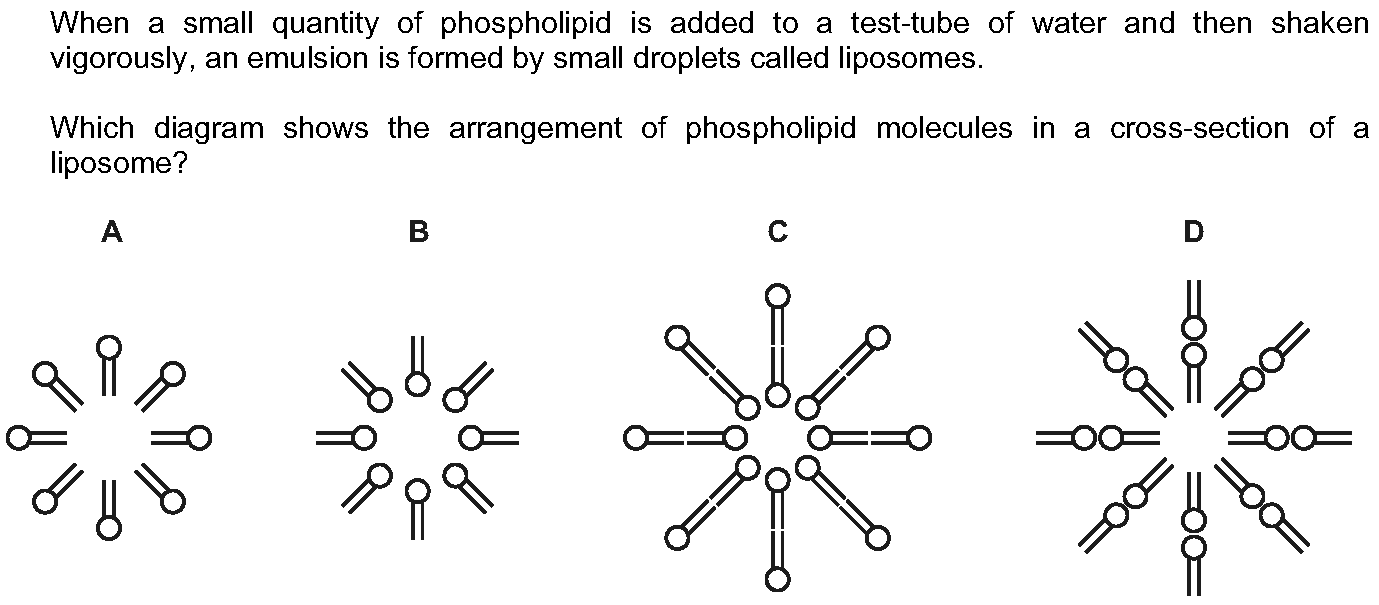 When a small quantity of phospholipid is added to a test-tube of water and then shaken
vigorously, an emulsion is formed by small droplets called liposomes.
Which diagram shows the arrangement of phospholipid molecules in a cross-section of a
liposome?
A B C D